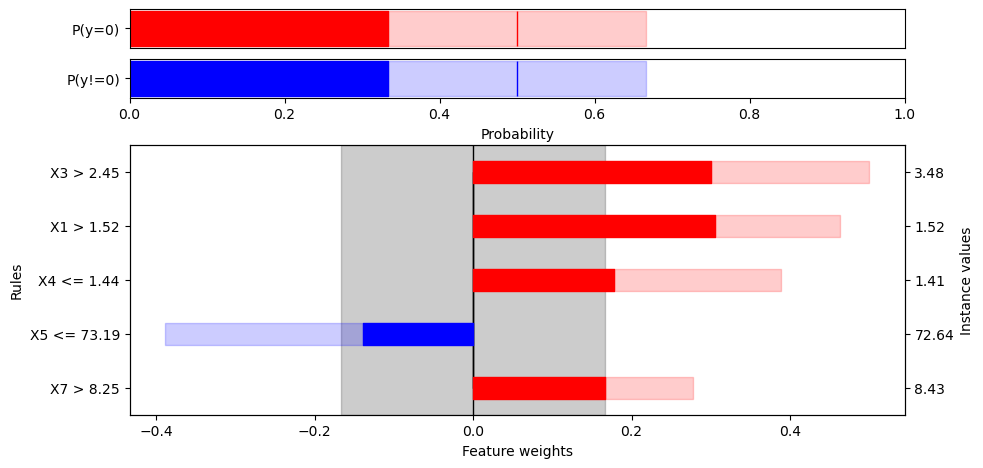 P(y=0)
P(y!=0)
0.0 0.2 0.4 0.6 0.8 1.0
Probability
X3 > 2.45 3.48
X1 > 1.52 1.52
X4 <= 1.44 1.41
X5 <= 73.19 72.64
X7 > 8.25 8.43
Rules
Instance values
−0.4 −0.2 0.0 0.2 0.4
Feature weights